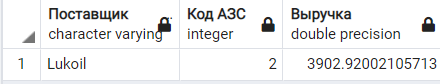 Поставщик
character varying
Код АЗС
integer
Выручка
double precision
1 Lukoil 2 3902.92002105713